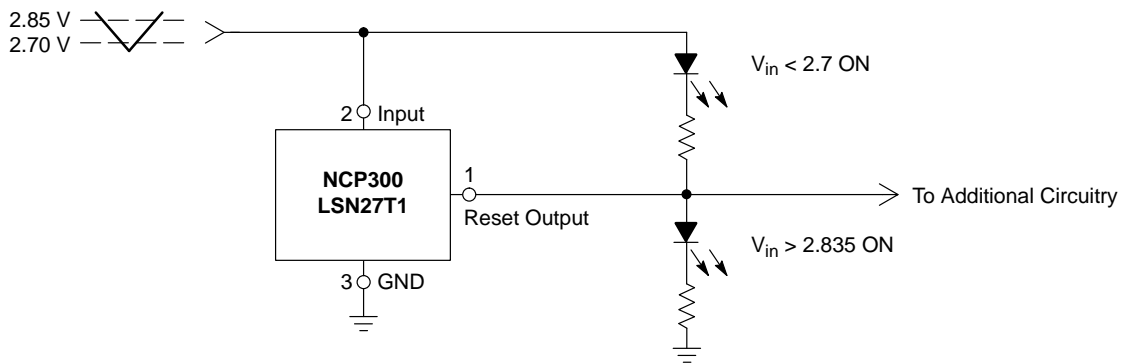 2.85 V
2.70 V
V_in < 2.7 ON
2 Input
NCP300
LSN27T1
1
Reset Output
To Additional Circuitry
V_in > 2.835 ON
3 GND